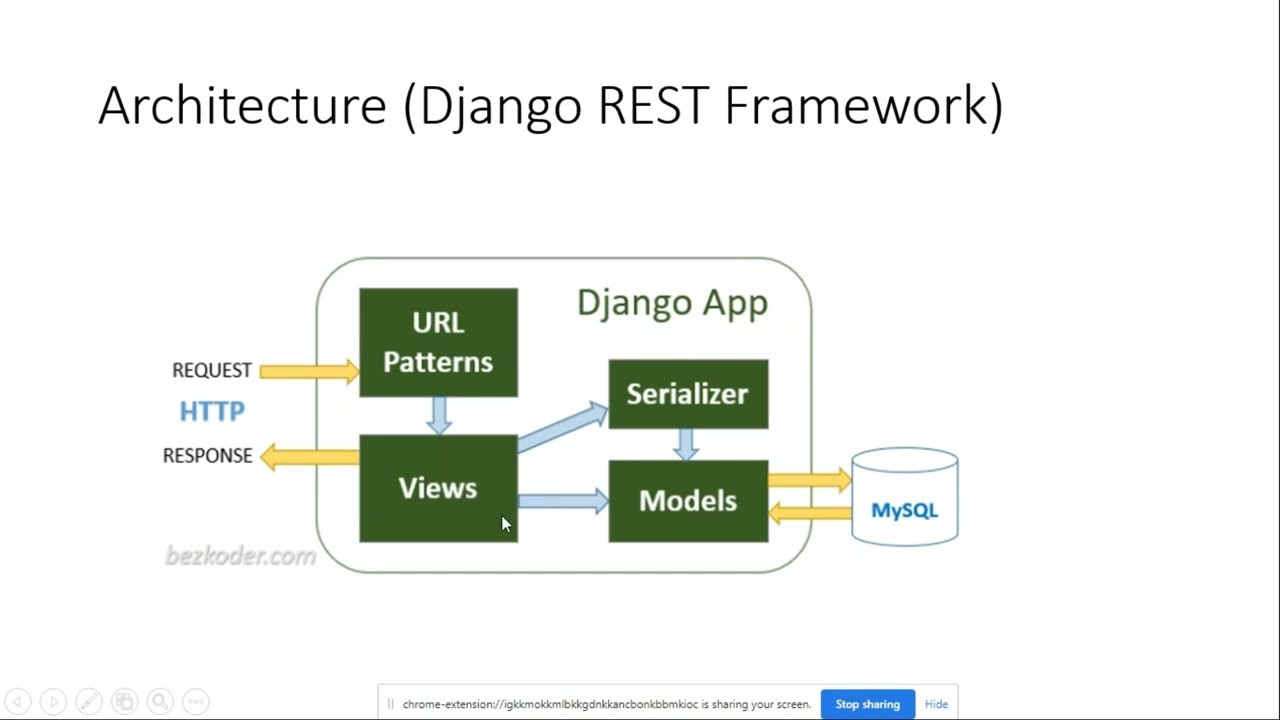 Architecture (Django REST Framework)
Django App
URL
Patterns
REQUEST
HTTP
RESPONSE
Serializer
Views
Models
MySQL
bezkoder.com
chrome-extension://igkkmokkmlbkkgdnkkancbonkbbmkioc is sharing your screen.
Stop sharing
Hide